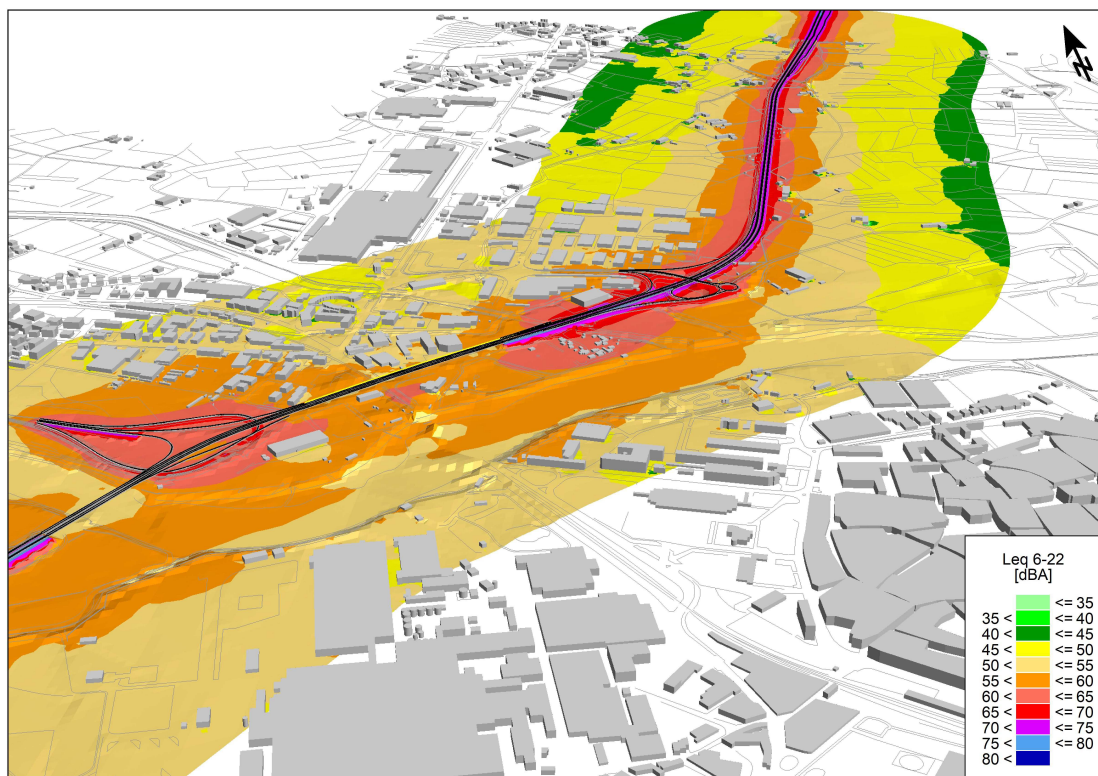 N
Leq 6-22
[dBA]
<= 35
35 < <= 40
40 < <= 45
45 < <= 50
50 < <= 55
55 < <= 60
60 < <= 65
65 < <= 70
70 < <= 75
75 < <= 80
80 <